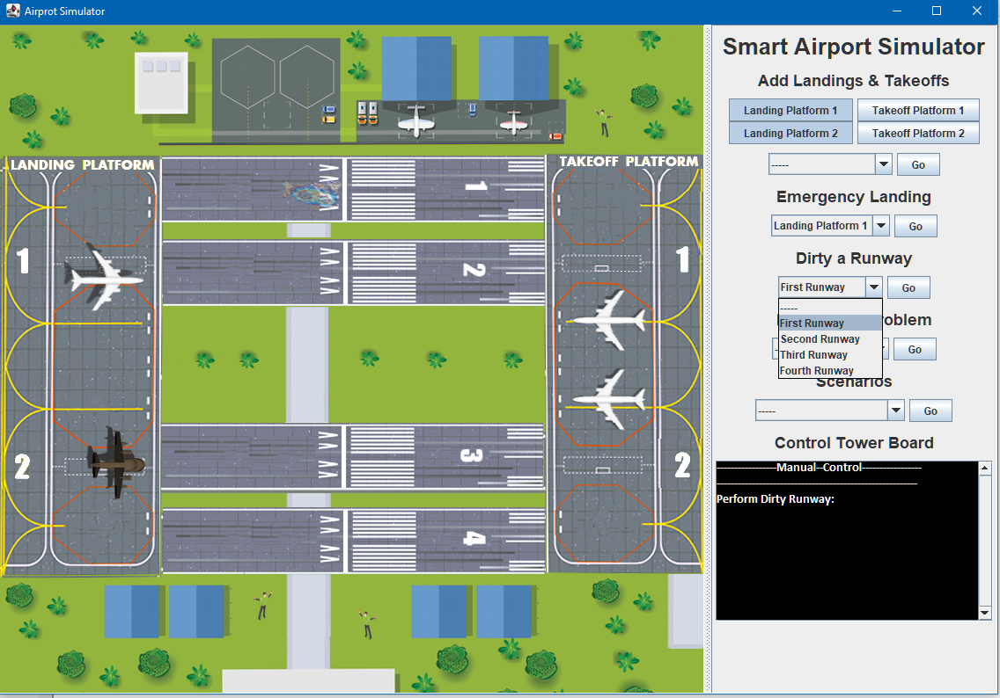 Airprot Simulator
LANDING PLATFORM
TAKEOFF PLATFORM
1
2
1
2
3
4
1
2
Smart Airport Simulator
Add Landings & Takeoffs
Landing Platform 1
Takeoff Platform 1
Landing Platform 2
Takeoff Platform 2
-----
Go
Emergency Landing
Landing Platform 1
Go
Dirty a Runway
First Runway
Go
-----
First Runway
Second Runway
Third Runway
Fourth Runway
oblem
Go
Scenarios
-----
Go
Control Tower Board
-----------------Manual--Control-----------------
---------------------------------------------------------
Perform Dirty Runway: